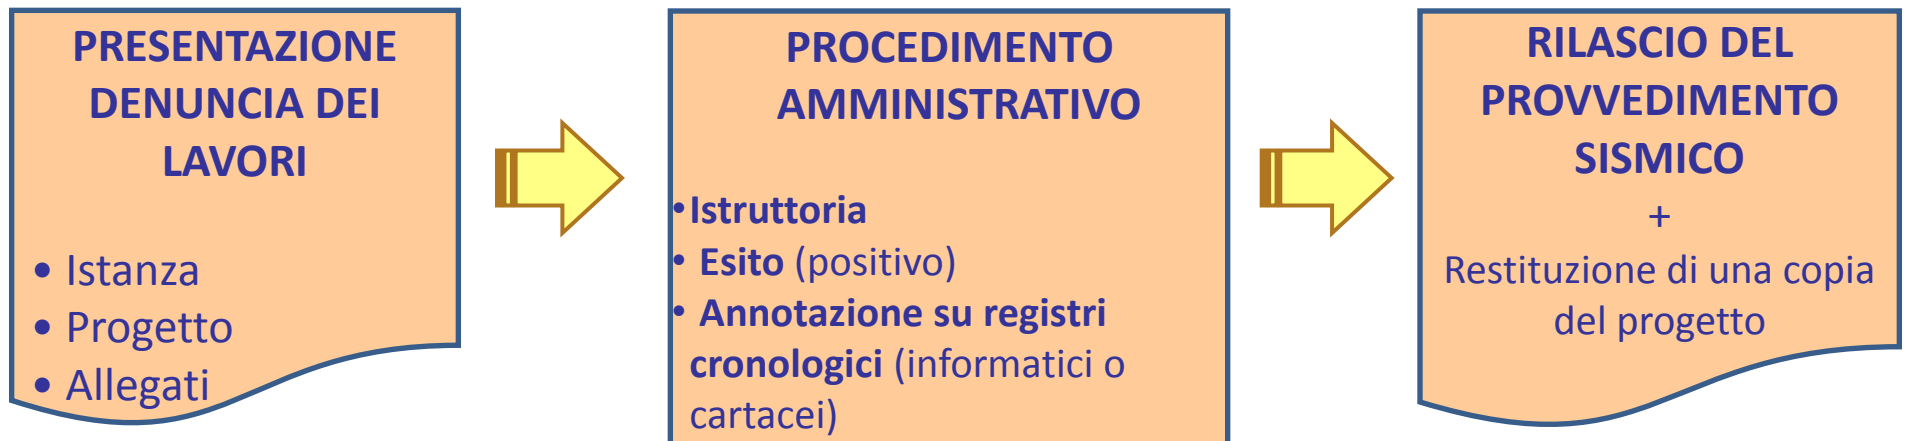 PRESENTAZIONE
DENUNCIA DEI
LAVORI
• Istanza
• Progetto
• Allegati
PROCEDIMENTO
AMMINISTRATIVO
•Istruttoria
• Esito (positivo)
• Annotazione su registri
cronologici (informatici o
cartacei)
RILASCIO DEL
PROVVEDIMENTO
SISMICO
+
Restituzione di una copia
del progetto